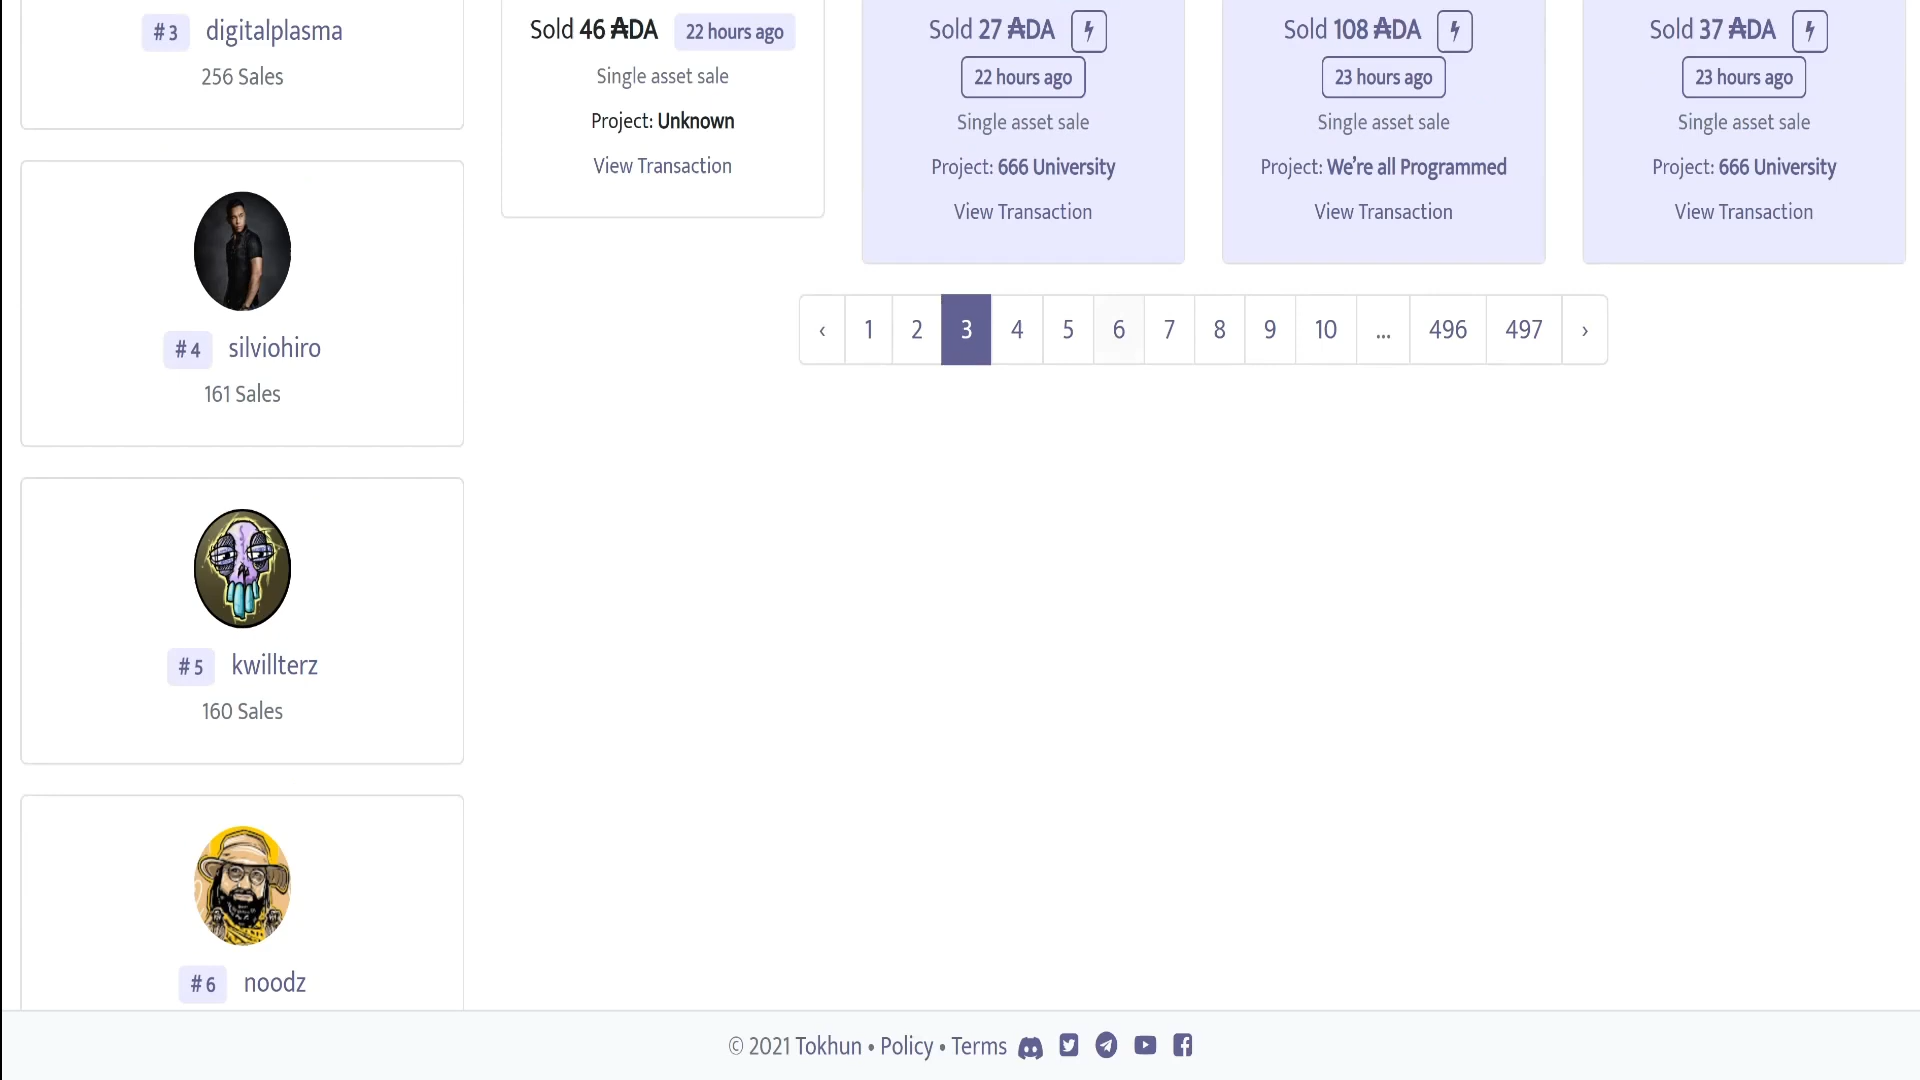 #3 digitalplasma
256 Sales
#4 silviohiro
161 Sales
#5 kwillterz
160 Sales
#6 noodz
Sold 46 ₳DA 22 hours ago
Single asset sale
Project: Unknown
View Transaction
Sold 27 ₳DA
22 hours ago
Single asset sale
Project: 666 University
View Transaction
Sold 108 ₳DA
23 hours ago
Single asset sale
Project: We’re all Programmed
View Transaction
Sold 37 ₳DA
23 hours ago
Single asset sale
Project: 666 University
View Transaction
‹ 1 2 3 4 5 6 7 8 9 10 ... 496 497 ›
© 2021 Tokhun • Policy • Terms